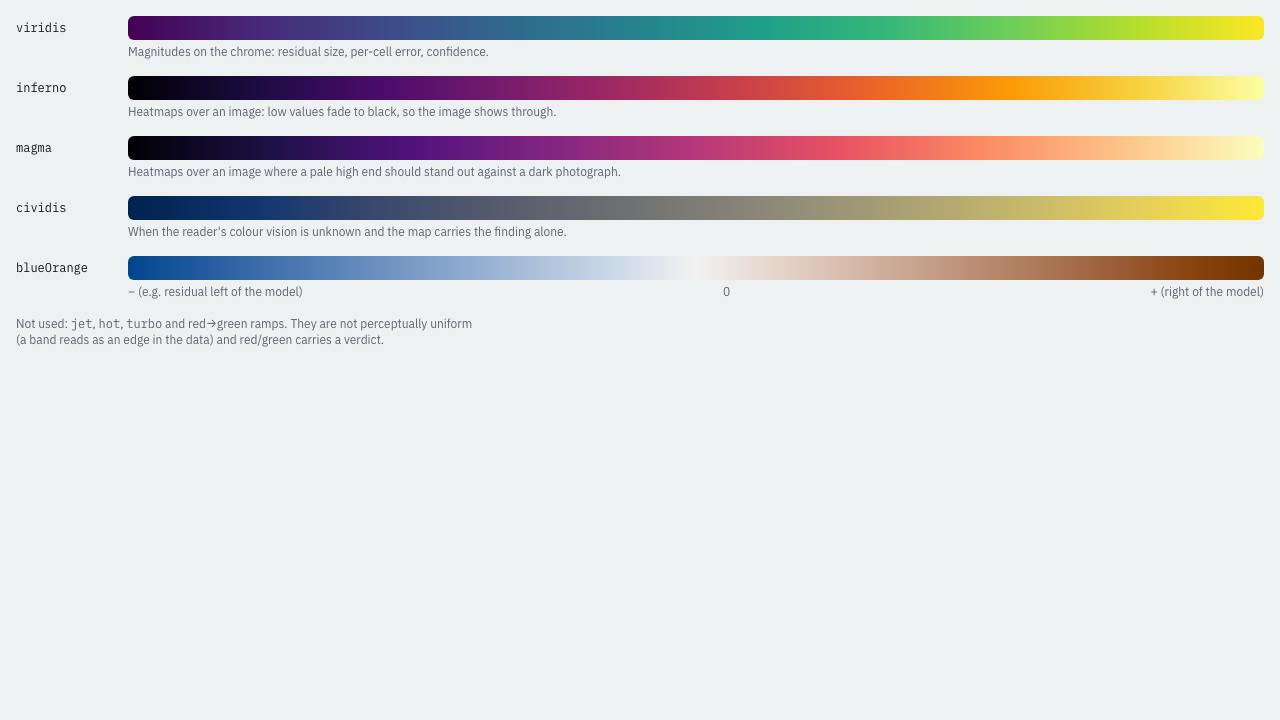 viridis
Magnitudes on the chrome: residual size, per-cell error, confidence.
inferno
Heatmaps over an image: low values fade to black, so the image shows through.
magma
Heatmaps over an image where a pale high end should stand out against a dark photograph.
cividis
When the reader's colour vision is unknown and the map carries the finding alone.
blueOrange
− (e.g. residual left of the model) 0 + (right of the model)
Not used: jet, hot, turbo and red→green ramps. They are not perceptually uniform
(a band reads as an edge in the data) and red/green carries a verdict.